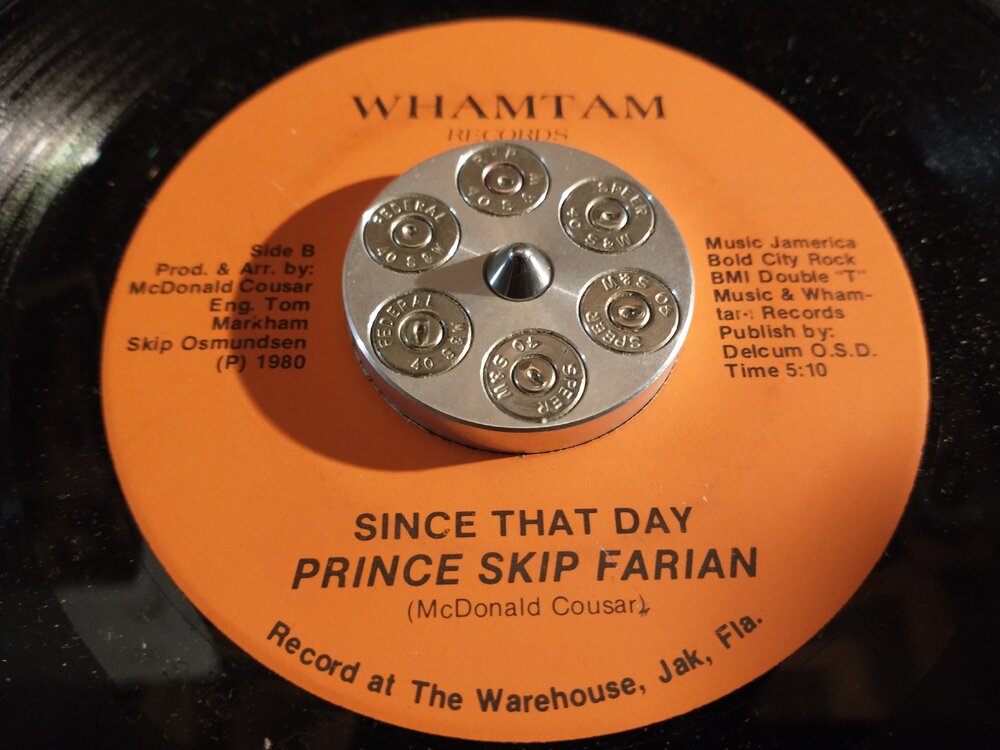 WHAMTAM
RECORDS
Side B
Prod. & Arr. by:
McDonald Cousar
Eng. Tom
Markham
Skip Osmundsen
(P) 1980
Music Jamerica
Bold City Rock
BMI Double "T"
Music & Wham-
tam Records
Publish by:
Delcum O.S.D.
Time 5:10
R-P
40 S&W
SPEER
40 S&W
SPEER
40 S&W
SPEER
40 S&W
FEDERAL
40 S&W
FEDERAL
40 S&W
SINCE THAT DAY
PRINCE SKIP FARIAN
(McDonald Cousar)
Record at The Warehouse, Jak, Fla.